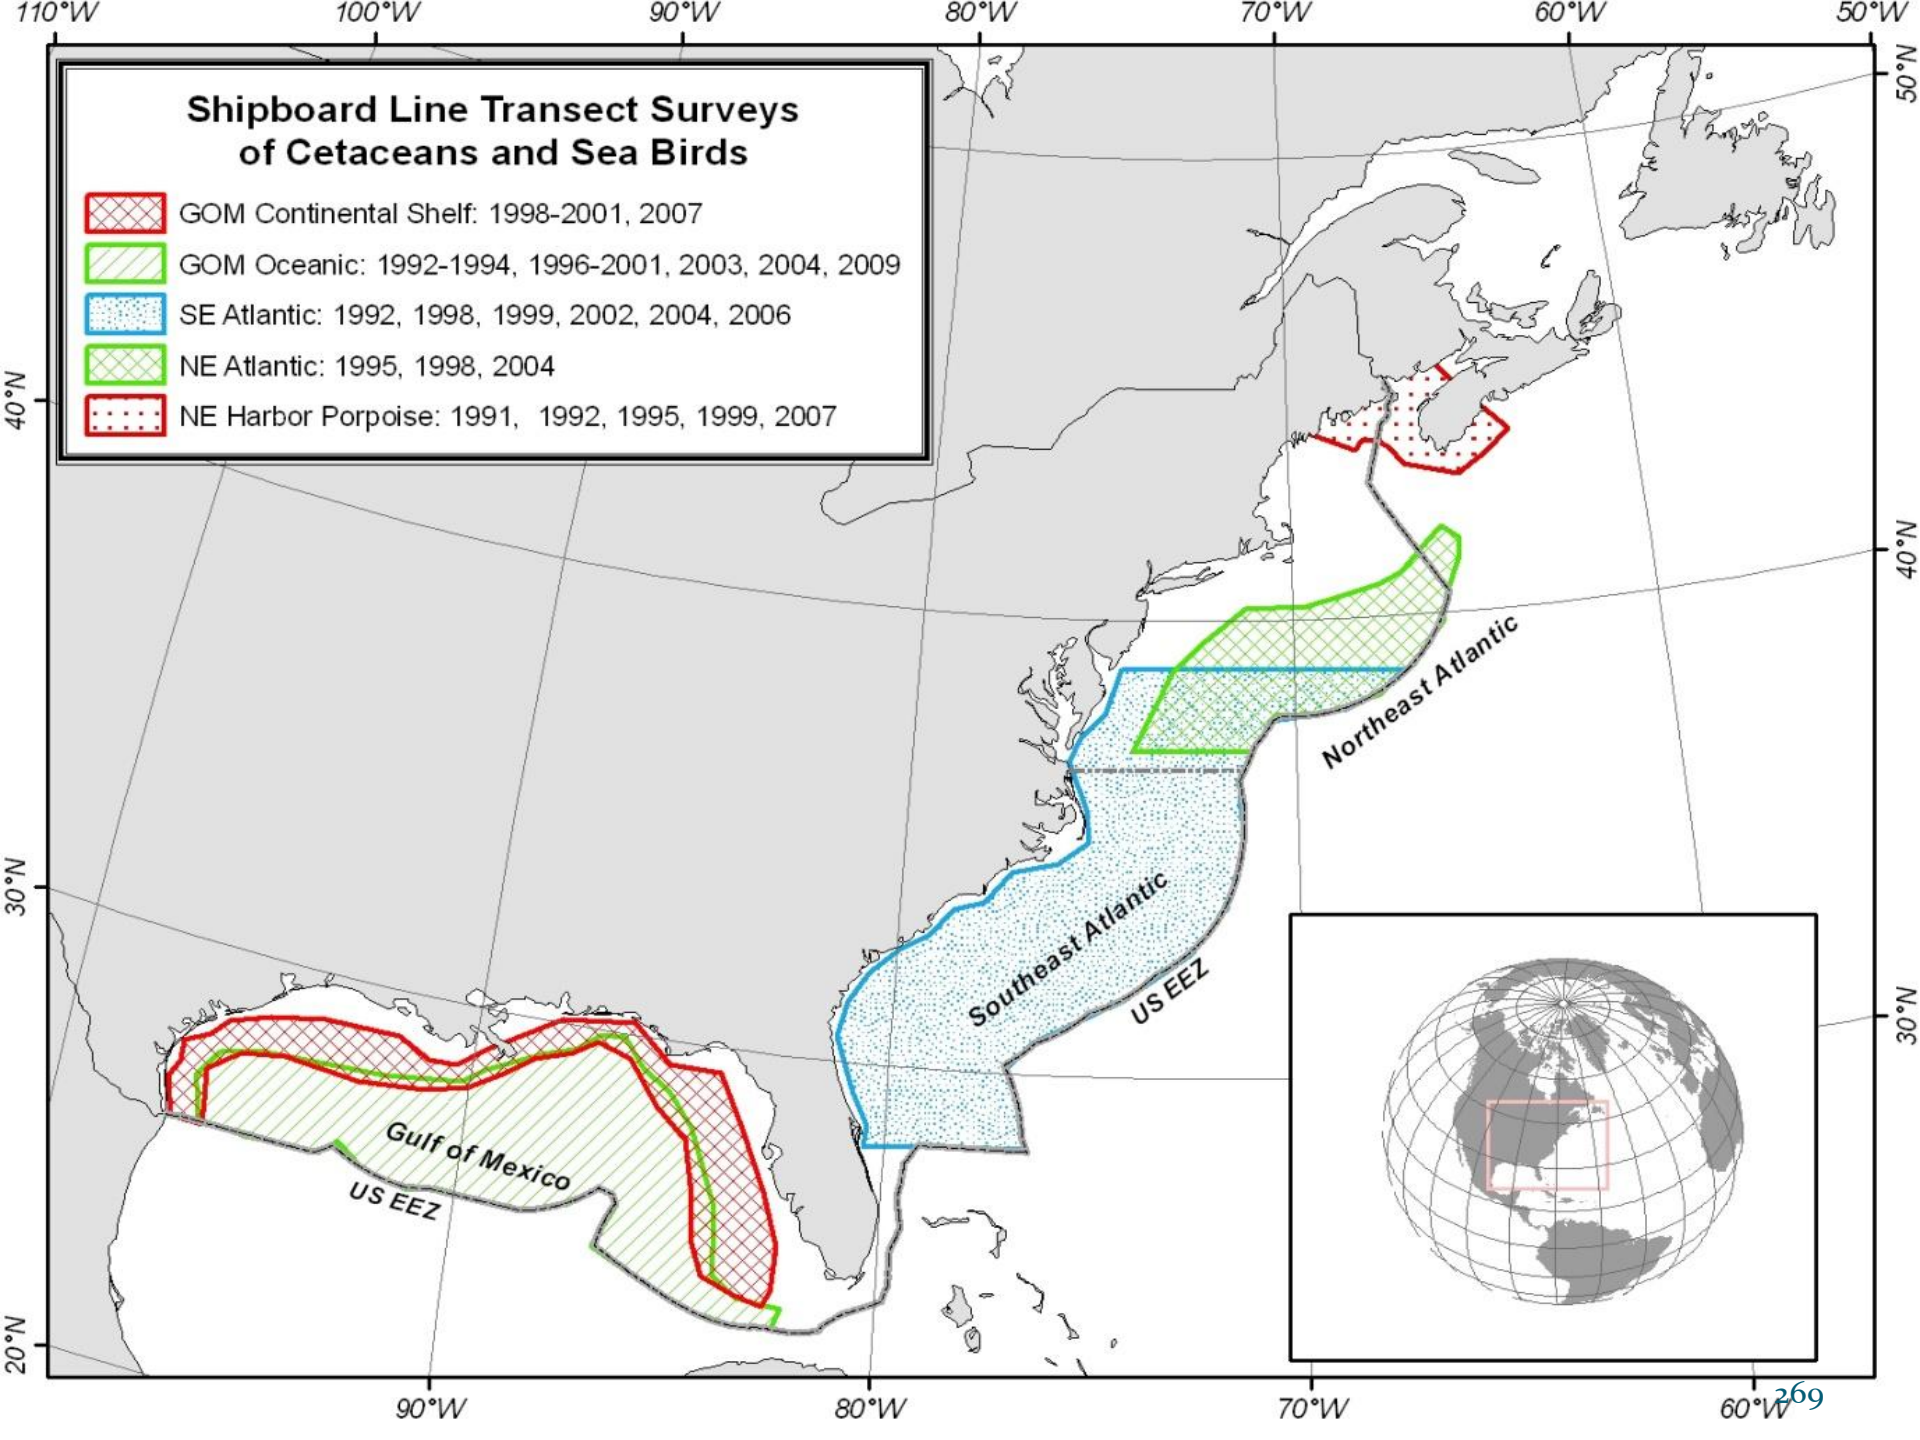 110°W 100°W 90°W 80°W 70°W 60°W 50°W
50°N
Shipboard Line Transect Surveys
of Cetaceans and Sea Birds
GOM Continental Shelf: 1998-2001, 2007
GOM Oceanic: 1992-1994, 1996-2001, 2003, 2004, 2009
SE Atlantic: 1992, 1998, 1999, 2002, 2004, 2006
NE Atlantic: 1995, 1998, 2004
NE Harbor Porpoise: 1991, 1992, 1995, 1999, 2007
40°N
40°N
Northeast Atlantic
30°N
Southeast Atlantic
US EEZ
30°N
Gulf of Mexico
US EEZ
20°N
90°W 80°W 70°W 60°W
269